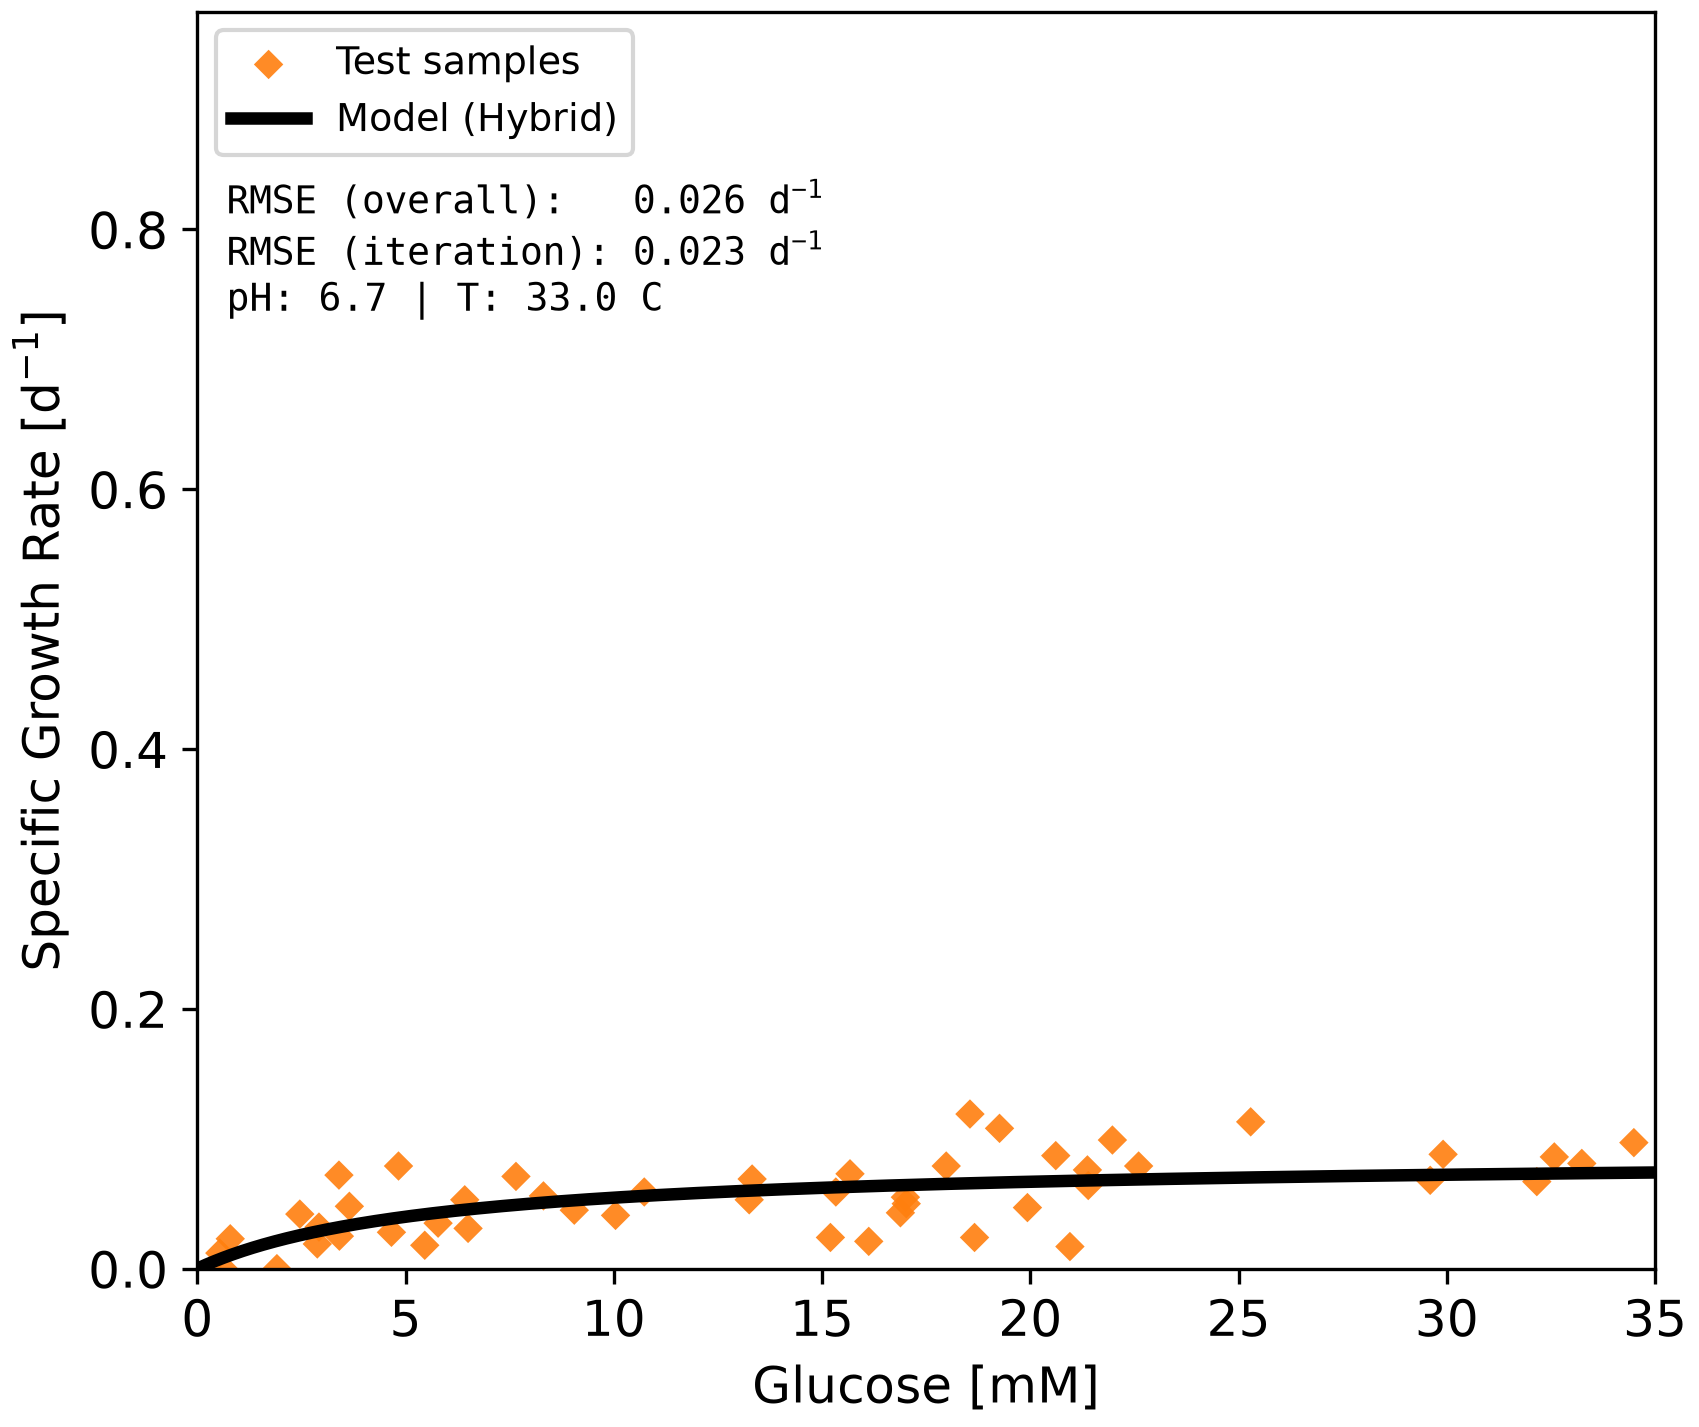 Test samples
Model (Hybrid)
RMSE (overall):   0.026 d⁻¹
RMSE (iteration): 0.023 d⁻¹
pH: 6.7 | T: 33.0 C
Specific Growth Rate [d⁻¹]
0.8
0.6
0.4
0.2
0.0
0 5 10 15 20 25 30 35
Glucose [mM]